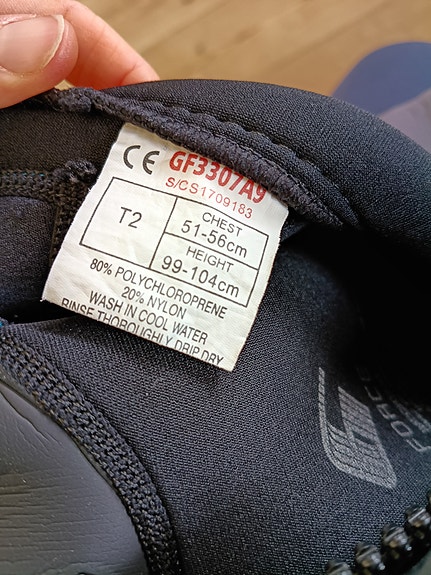 CE GF3307A9
S/CS1709183
T2
CHEST
51-56cm
HEIGHT
99-104cm
80% POLYCHLOROPRENE
20% NYLON
WASH IN COOL WATER
RINSE THOROUGHLY DRIP DRY
FORCE